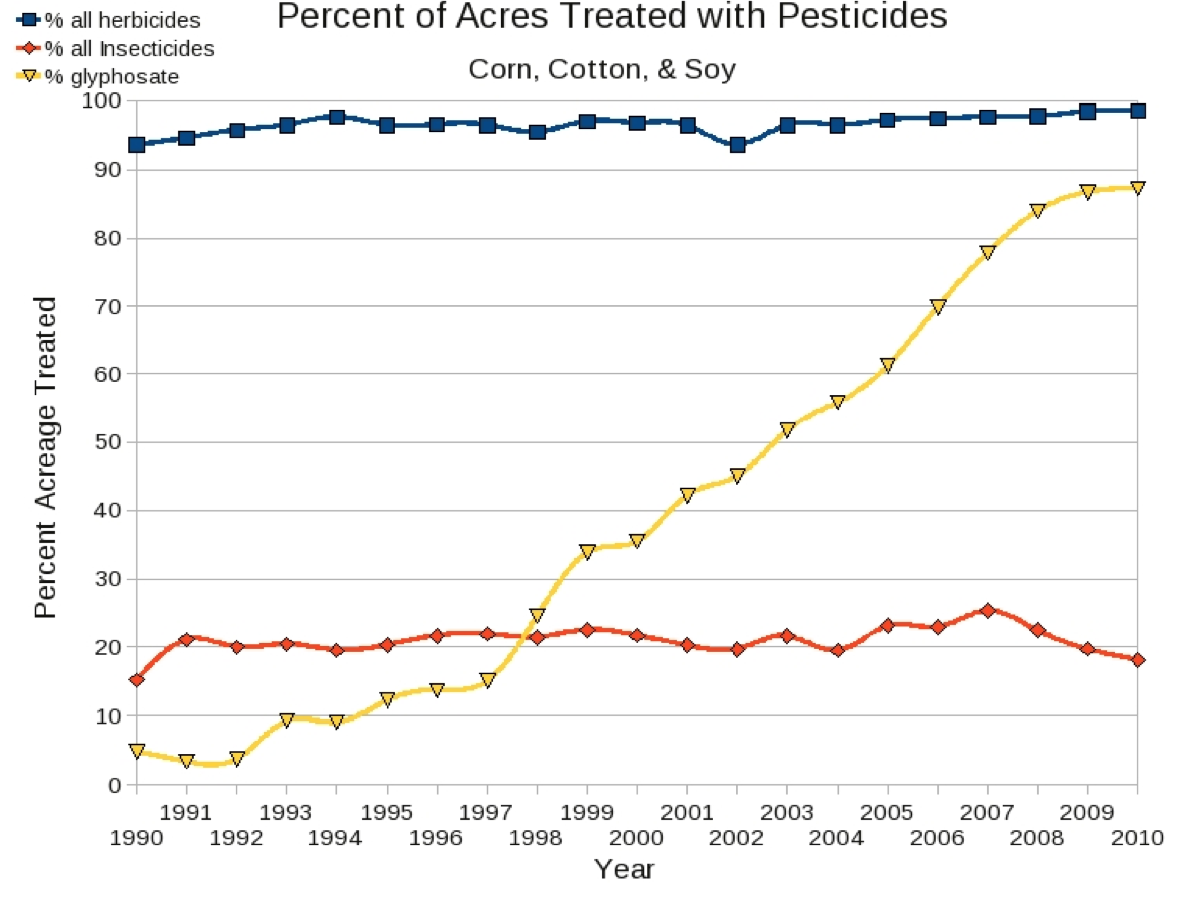 Percent of Acres Treated with Pesticides
% all herbicides
% all Insecticides
% glyphosate
Corn, Cotton, & Soy
100
90
80
70
60
50
40
30
20
10
0
Percent Acreage Treated
1991 1993 1995 1997 1999 2001 2003 2005 2007 2009
1990 1992 1994 1996 1998 2000 2002 2004 2006 2008 2010
Year